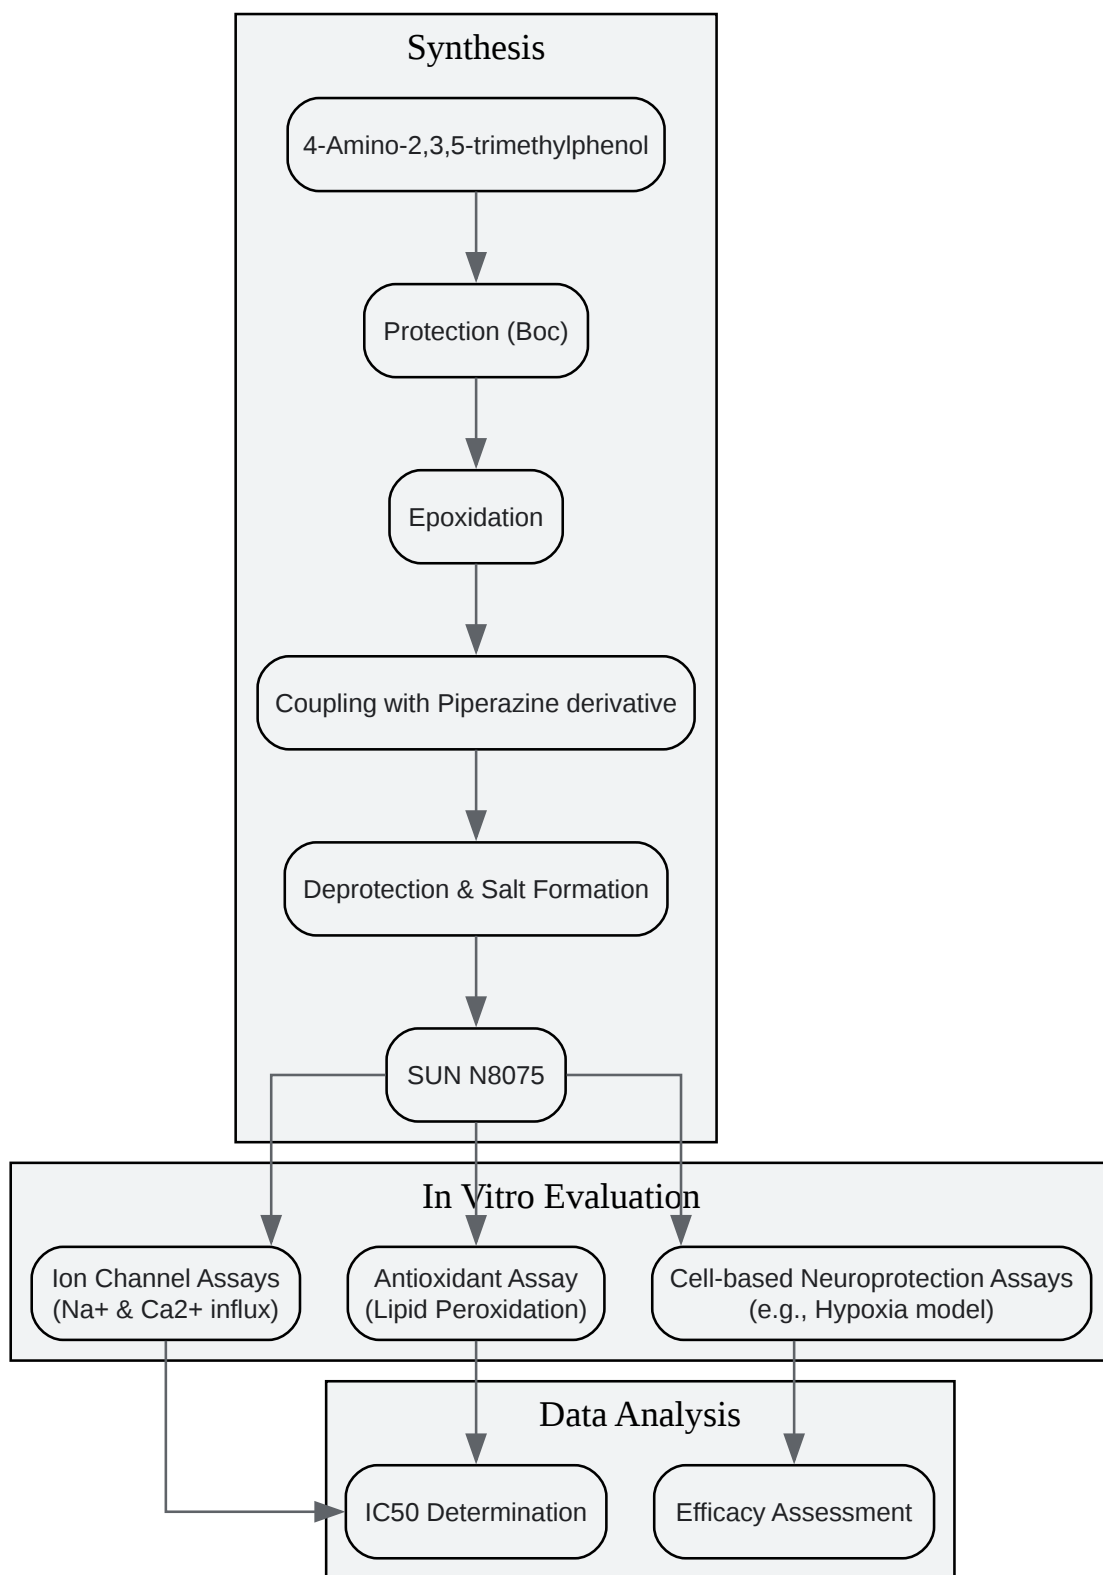 Synthesis
4-Amino-2,3,5-trimethylphenol
Protection (Boc)
Epoxidation
Coupling with Piperazine derivative
Deprotection & Salt Formation
SUN N8075
In Vitro Evaluation
Ion Channel Assays
(Na+ & Ca2+ influx)
Antioxidant Assay
(Lipid Peroxidation)
Cell-based Neuroprotection Assays
(e.g., Hypoxia model)
Data Analysis
IC50 Determination
Efficacy Assessment